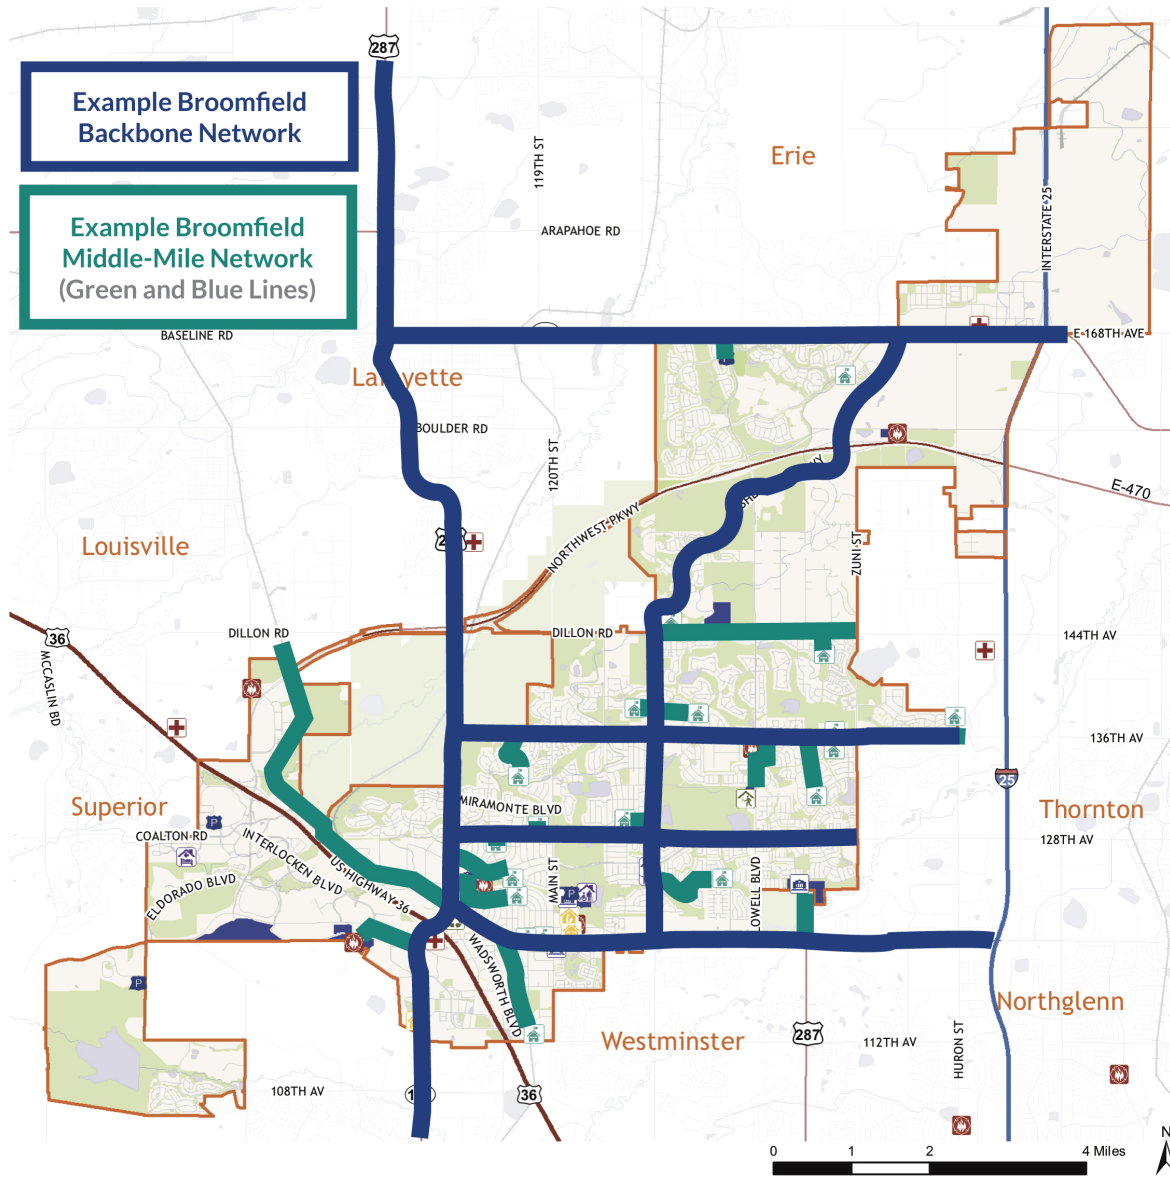 287
Example Broomfield
Backbone Network
119TH ST
Erie
Example Broomfield
Middle-Mile Network
(Green and Blue Lines)
ARAPAHOE RD
INTERSTATE 25
BASELINE RD
E 168TH AVE
Lafayette
BOULDER RD
120TH ST
E-470
NORTHWEST PKWY
Louisville
ZUNI ST
36
DILLON RD
DILLON RD
144TH AV
MCCASLIN BD
136TH AV
25
Superior
MIRAMONTE BLVD
Thornton
P
COALTON RD
INTERLOCKEN BLVD
128TH AV
US HIGHWAY 36
ELDORADO BLVD
MAIN ST
LOWELL BLVD
P
WADSWORTH BLVD
P
Northglenn
Westminster
287
112TH AV
HURON ST
108TH AV
36
0 1 2 4 Miles
N